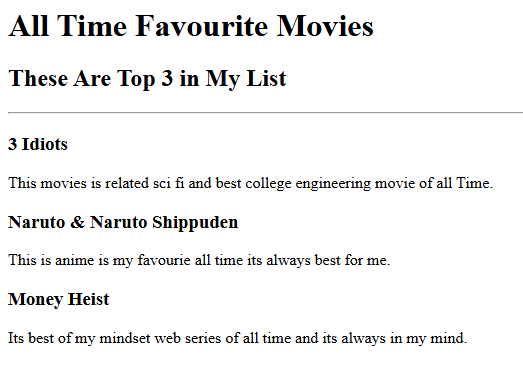 All Time Favourite Movies
These Are Top 3 in My List
3 Idiots
This movies is related sci fi and best college engineering movie of all Time.
Naruto & Naruto Shippuden
This is anime is my favourie all time its always best for me.
Money Heist
Its best of my mindset web series of all time and its always in my mind.